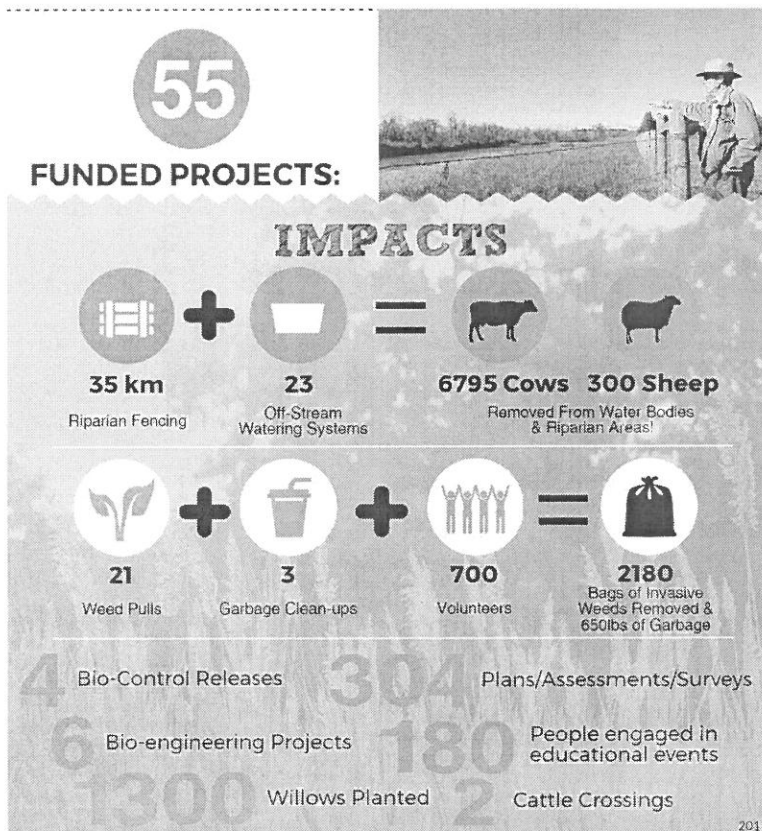 55
FUNDED PROJECTS:
IMPACTS
35 km
Riparian Fencing
23
Off-Stream
Watering Systems
6795 Cows 300 Sheep
Removed From Water Bodies
& Riparian Areas!
21
Weed Pulls
3
Garbage Clean-ups
700
Volunteers
2180
Bags of Invasive
Weeds Removed &
650lbs of Garbage
4 Bio-Control Releases
304 Plans/Assessments/Surveys
6 Bio-engineering Projects
180 People engaged in
educational events
1300 Willows Planted
2 Cattle Crossings
201